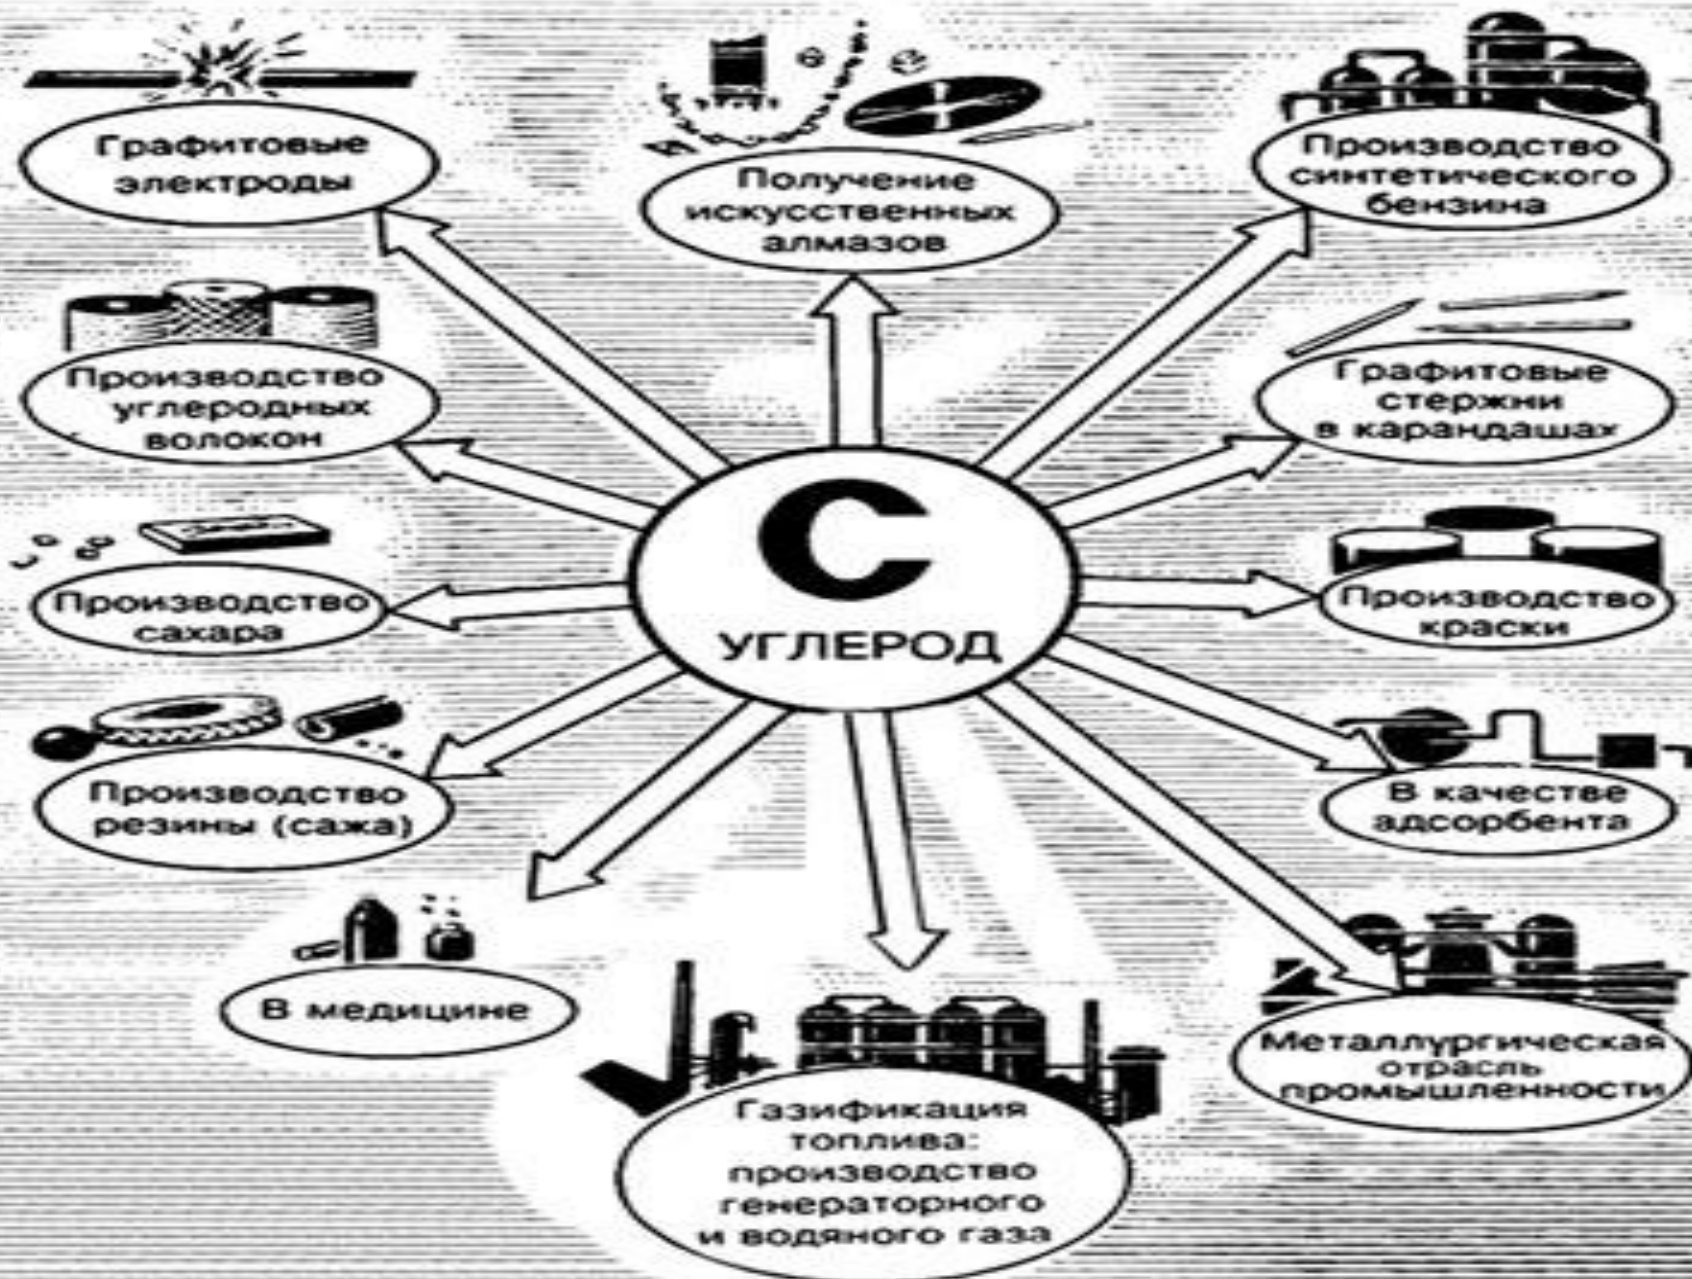 Графитовые
электроды
Получение
искусственных
алмазов
Производство
синтетического
бензина
Производство
углеродных
волокон
Графитовые
стержни
в карандашах
С
УГЛЕРОД
Производство
сахара
Производство
краски
Производство
резины (сажа)
В качестве
адсорбента
В медицине
Металлургическая
отрасль
промышленности
Газификация
топлива:
производство
генераторного
и водяного газа